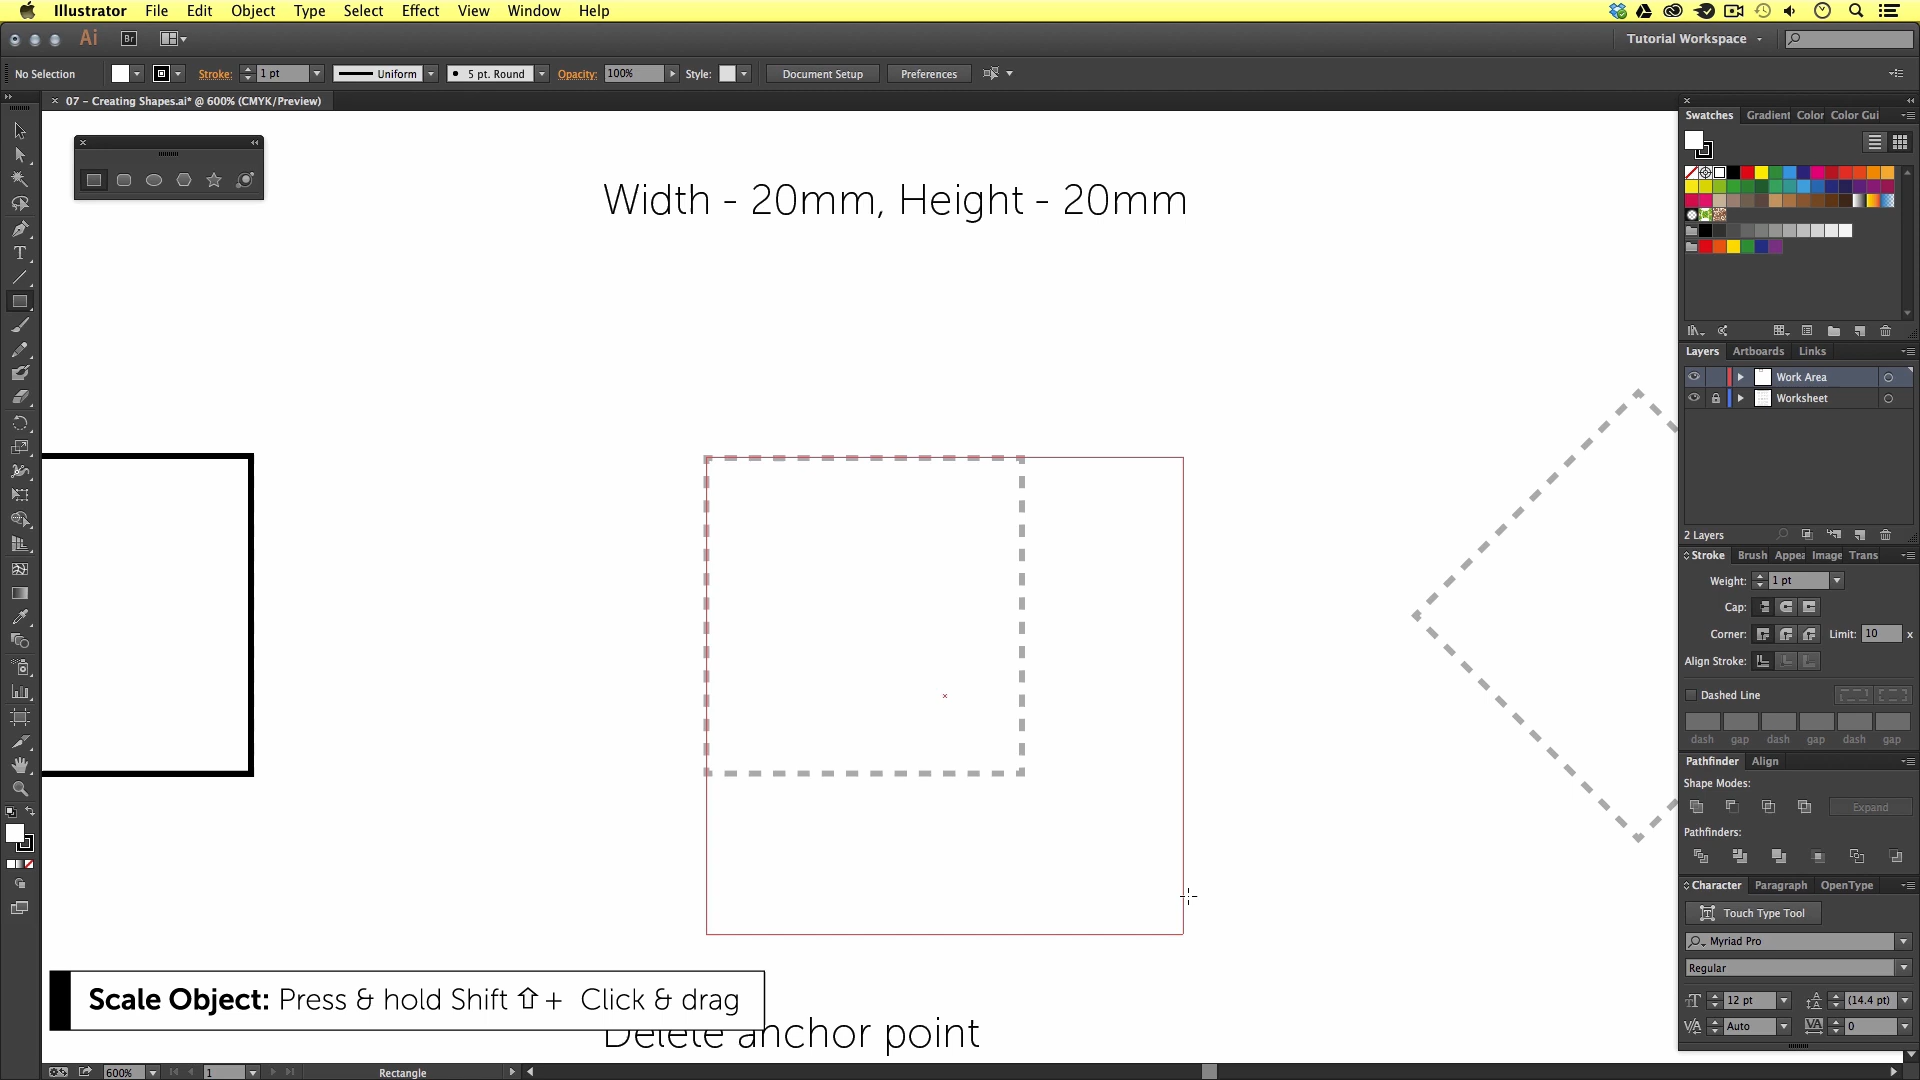 Illustrator File Edit Object Type Select Effect View Window Help
Ai Br Tutorial Workspace
No Selection Stroke: 1 pt Uniform 5 pt. Round Opacity: 100% Style: Document Setup Preferences
07 – Creating Shapes.ai* @ 600% (CMYK/Preview)
Swatches Gradient Color Color Gui
Width - 20mm, Height - 20mm
Layers Artboards Links
Work Area
Worksheet
2 Layers
Stroke Brush Appea Image Trans
Weight: 1 pt
Cap:
Corner: Limit: 10 x
Align Stroke:
Dashed Line
dash gap dash gap dash gap
Pathfinder Align
Shape Modes:
Expand
Pathfinders:
Character Paragraph OpenType
Touch Type Tool
Myriad Pro
Regular
12 pt (14.4 pt)
Auto 0
Scale Object: Press & hold Shift ⇧ + Click & drag
Delete anchor point
600% 1 Rectangle